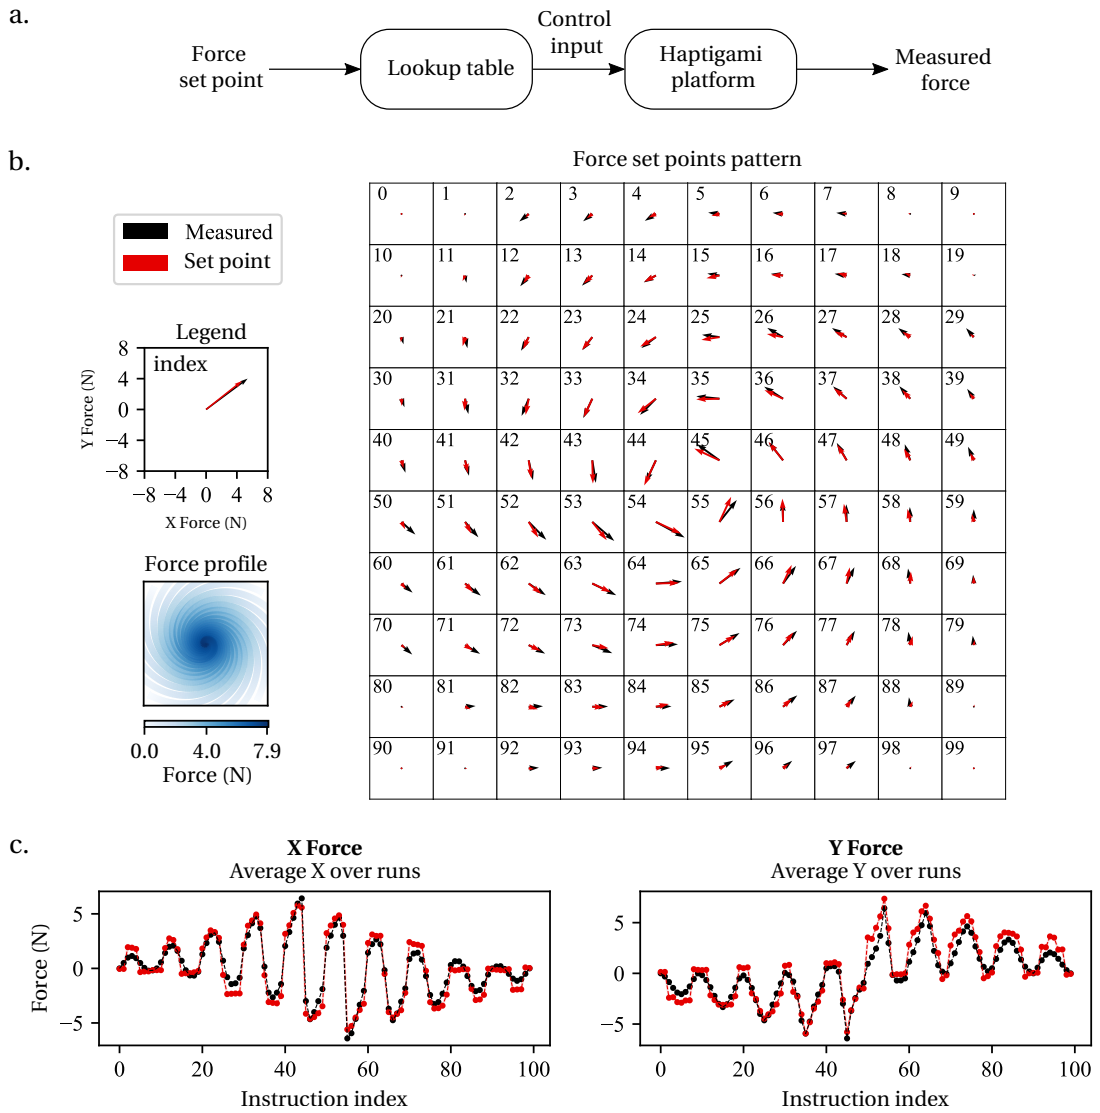 a.
Force
set point
Lookup table
Control
input
Haptigami
platform
Measured
force
b.
Force set points pattern
Measured
Set point
Legend
index
8
4
0
−4
−8
Y Force (N)
−8 −4 0 4 8
X Force (N)
Force profile
0.0 4.0 7.9
Force (N)
0 1 2 3 4 5 6 7 8 9
10 11 12 13 14 15 16 17 18 19
20 21 22 23 24 25 26 27 28 29
30 31 32 33 34 35 36 37 38 39
40 41 42 43 44 45 46 47 48 49
50 51 52 53 54 55 56 57 58 59
60 61 62 63 64 65 66 67 68 69
70 71 72 73 74 75 76 77 78 79
80 81 82 83 84 85 86 87 88 89
90 91 92 93 94 95 96 97 98 99
c.
X Force
Average X over runs
Force (N)
5
0
−5
0 20 40 60 80 100
Instruction index
Y Force
Average Y over runs
5
0
−5
0 20 40 60 80 100
Instruction index